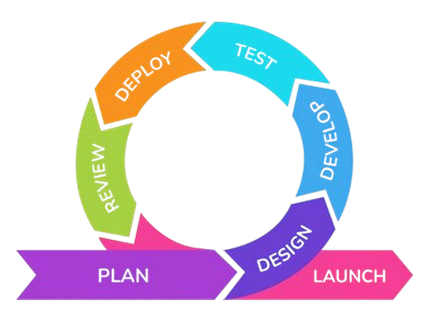 PLAN
DESIGN
DEVELOP
TEST
DEPLOY
REVIEW
LAUNCH